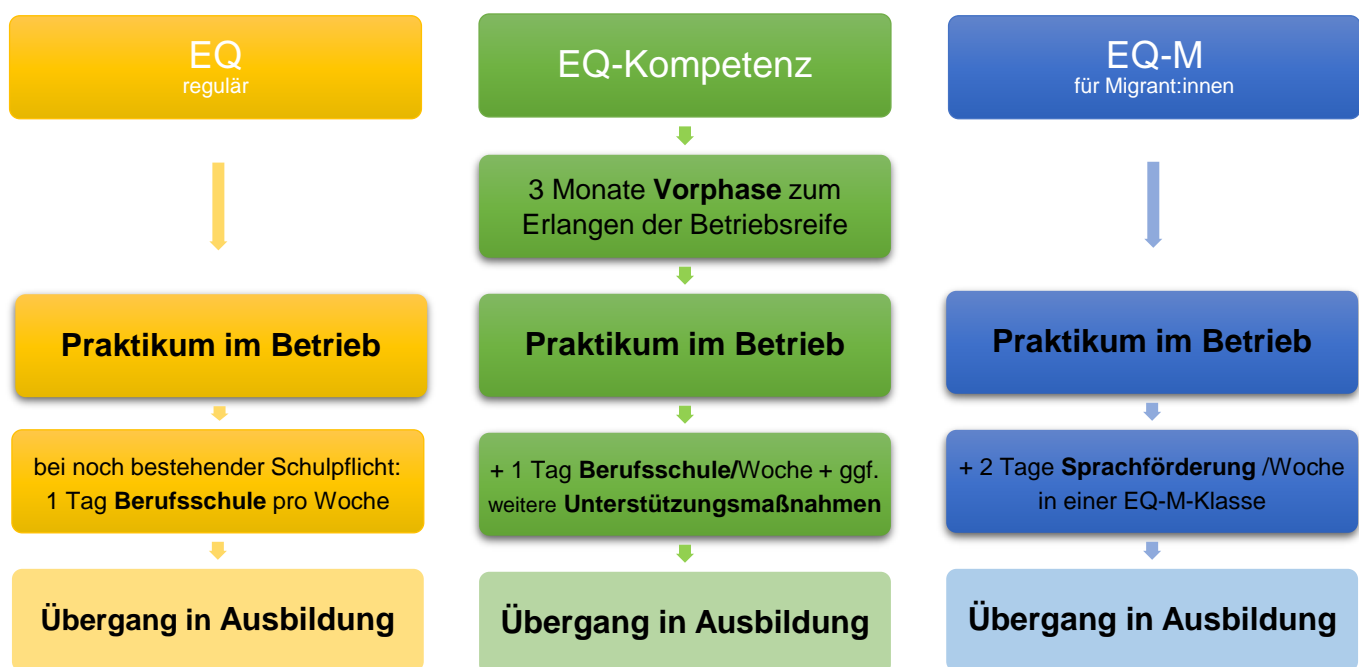 EQ
regulär
EQ-Kompetenz
EQ-M
für Migrant:innen
3 Monate Vorphase zum
Erlangen der Betriebsreife
Praktikum im Betrieb
Praktikum im Betrieb
Praktikum im Betrieb
bei noch bestehender Schulpflicht:
1 Tag Berufsschule pro Woche
+ 1 Tag Berufsschule/Woche + ggf.
weitere Unterstützungsmaßnahmen
+ 2 Tage Sprachförderung /Woche
in einer EQ-M-Klasse
Übergang in Ausbildung
Übergang in Ausbildung
Übergang in Ausbildung